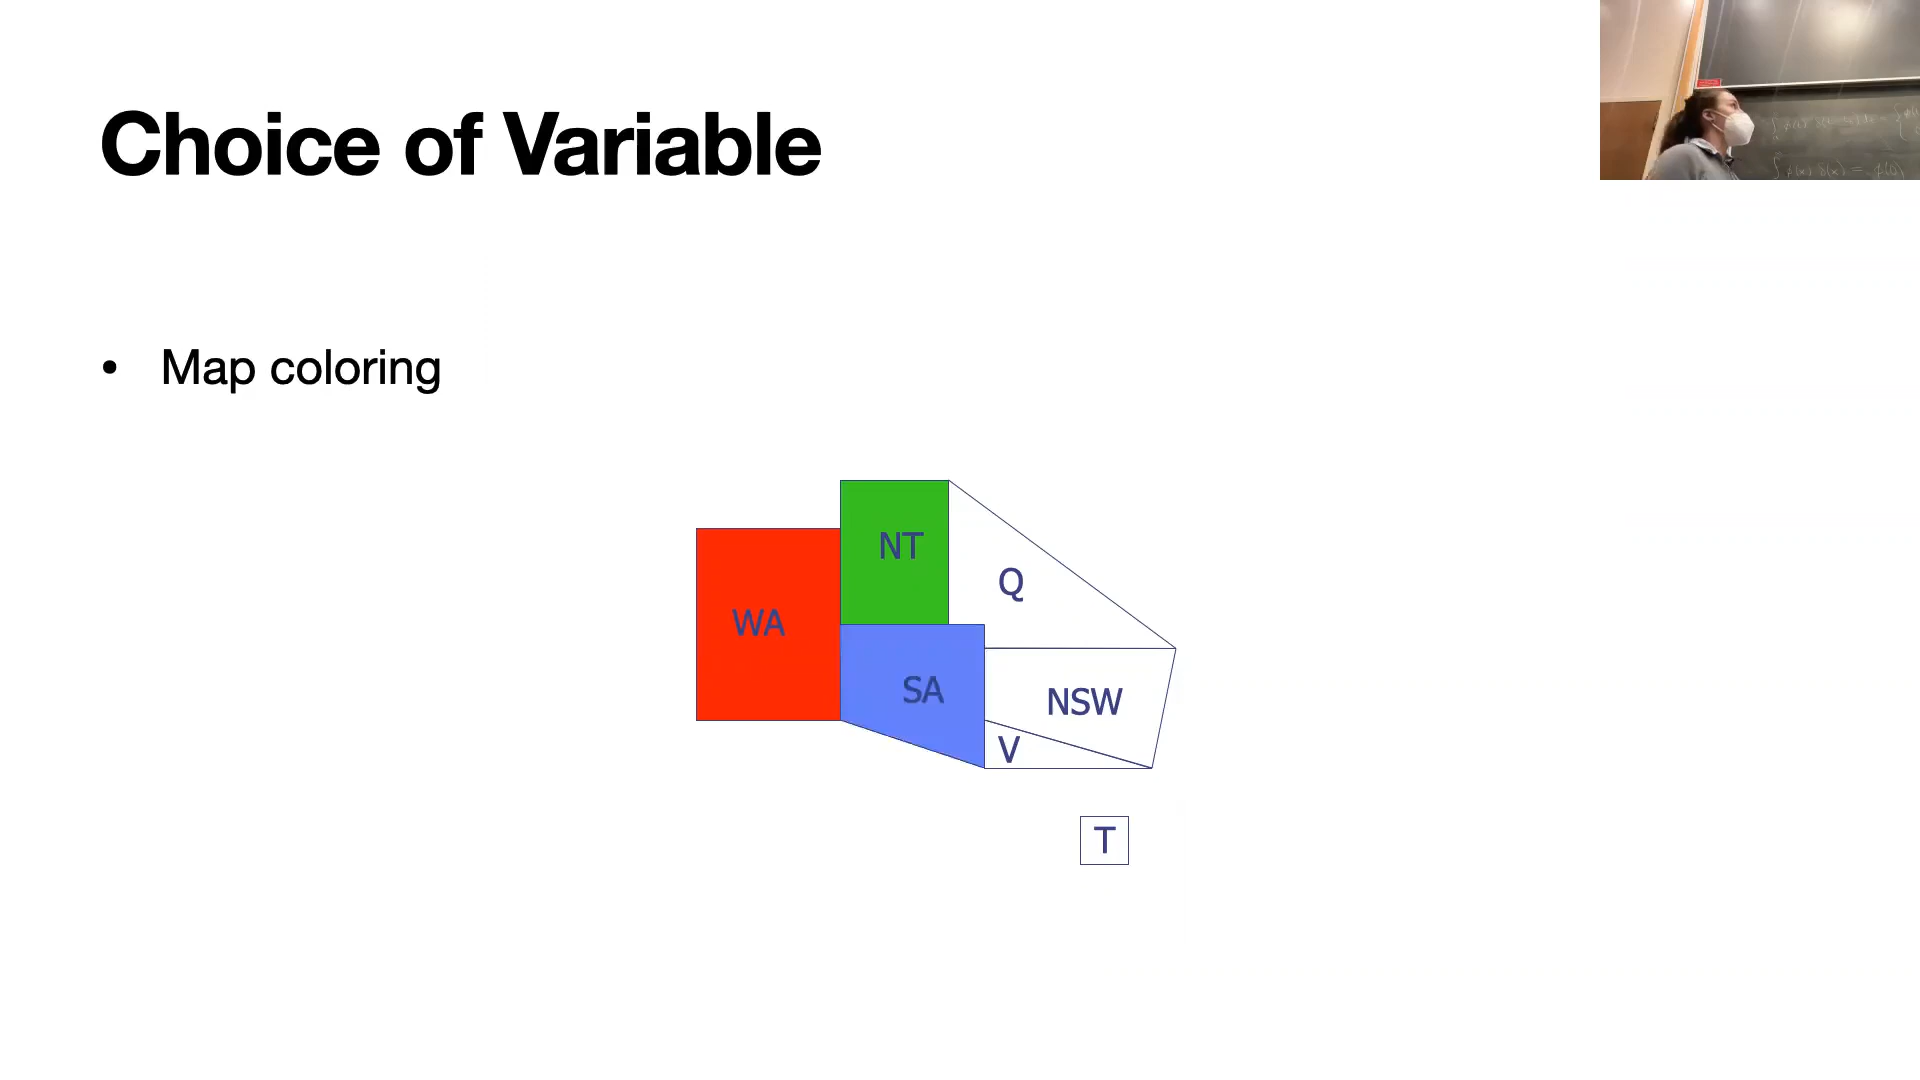 Choice of Variable
• Map coloring
NT
Q
WA
SA
NSW
V
T